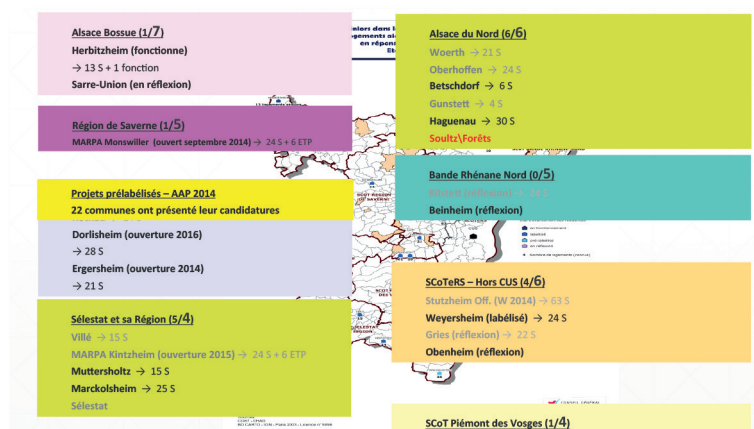 Alsace Bossue (1/7)
Herbitzheim (fonctionne)
→ 13 S + 1 fonction
Sarre-Union (en réflexion)
Région de Saverne (1/5)
MARPA Monswiller (ouvert septembre 2014) → 24 S + 6 ETP
Projets prélabélisés – AAP 2014
22 communes ont présenté leur candidatures
Dorlisheim (ouverture 2016)
→ 28 S
Ergersheim (ouverture 2014)
→ 21 S
Sélestat et sa Région (5/4)
Villé → 15 S
MARPA Kintzheim (ouverture 2015) → 24 S + 6 ETP
Muttersholtz → 15 S
Marckolsheim → 25 S
Sélestat
Alsace du Nord (6/6)
Woerth → 21 S
Oberhoffen → 24 S
Betschdorf → 6 S
Gunstett → 4 S
Haguenau → 30 S
Soultz\Forêts
Bande Rhénane Nord (0/5)
Beinheim (réflexion)
en réflexion
SCoTeRS – Hors CUS (4/6)
Stutzheim Off. (W 2014) → 63 S
Weyersheim (labélisé) → 24 S
Gries (réflexion) → 22 S
Obenheim (réflexion)
SCoT Piémont des Vosges (1/4)